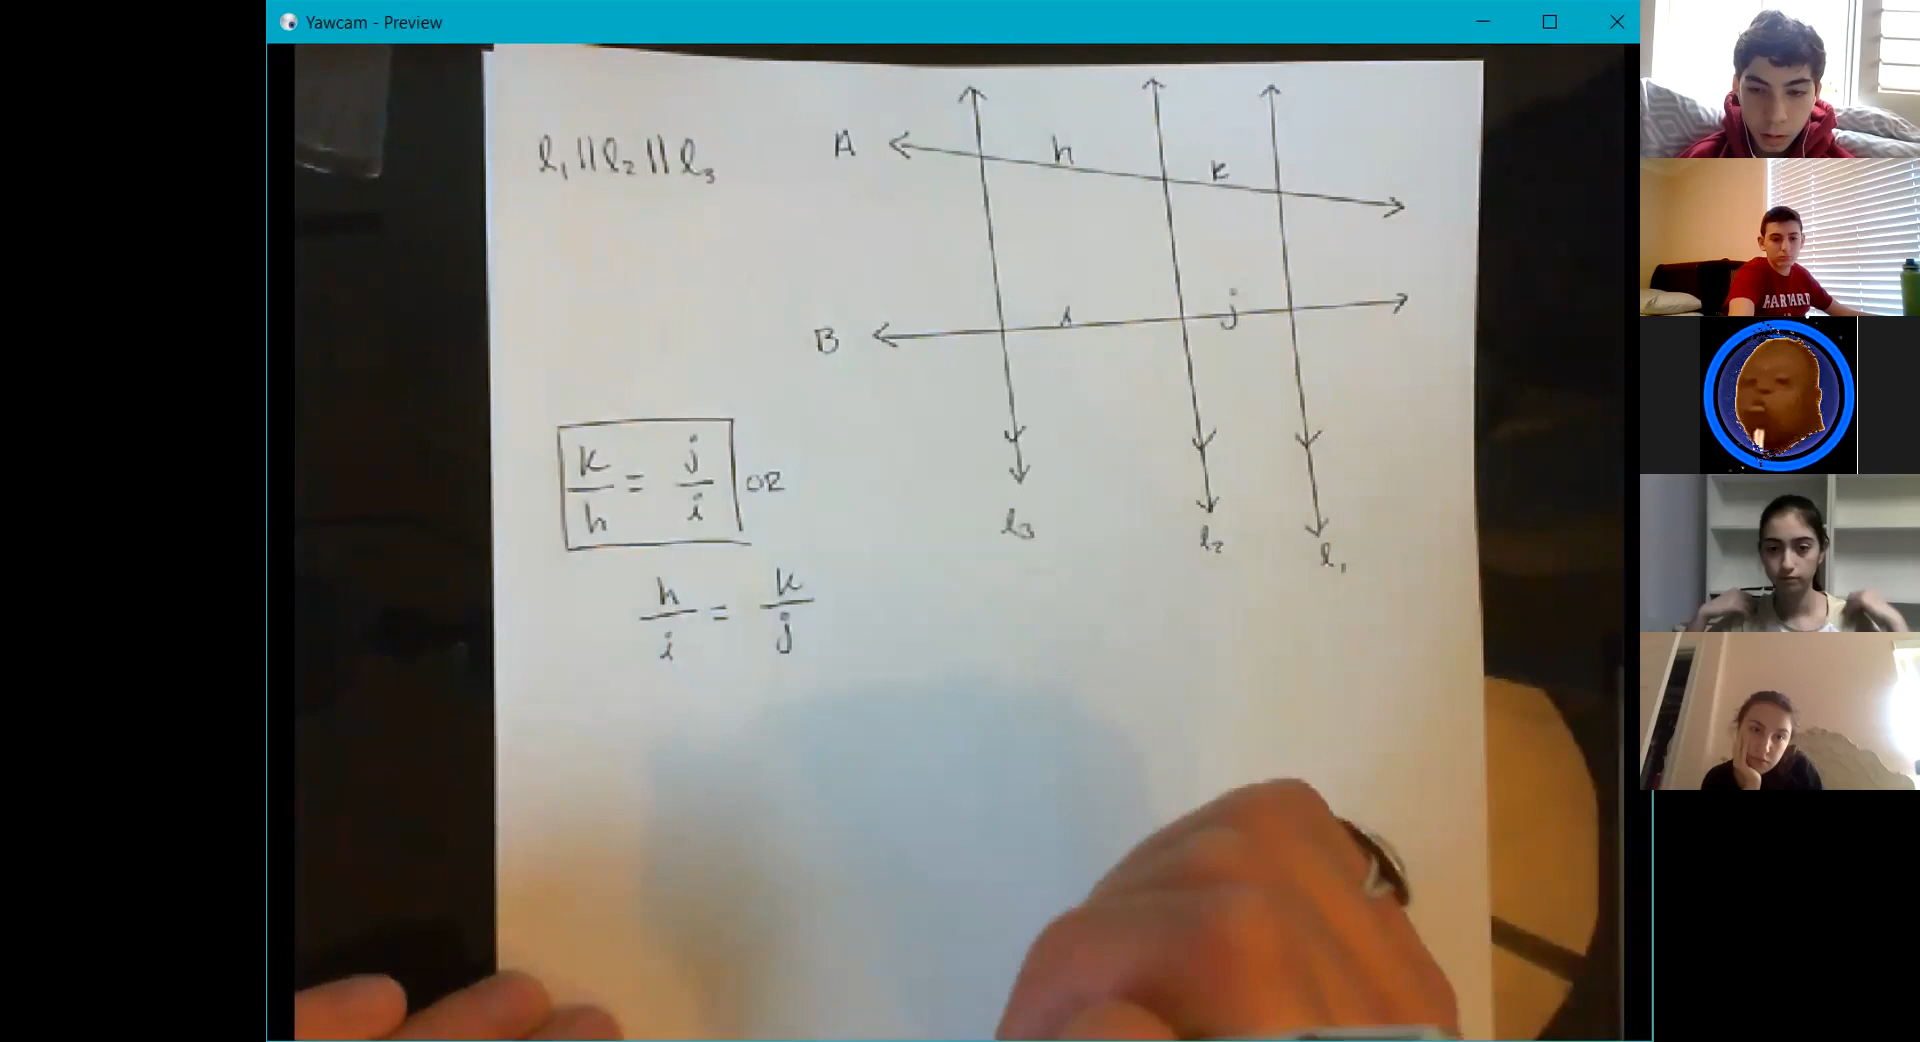 Yawcam - Preview
l₁ || l₂ || l₃
A
h
k
B
i
j
l₃
l₂
l₁
k/h = j/i OR
h/i = k/j
HARVARD